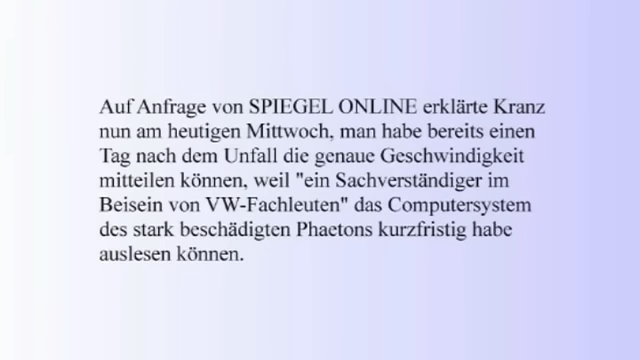 Auf Anfrage von SPIEGEL ONLINE erklärte Kranz
nun am heutigen Mittwoch, man habe bereits einen
Tag nach dem Unfall die genaue Geschwindigkeit
mitteilen können, weil "ein Sachverständiger im
Beisein von VW-Fachleuten" das Computersystem
des stark beschädigten Phaetons kurzfristig habe
auslesen können.